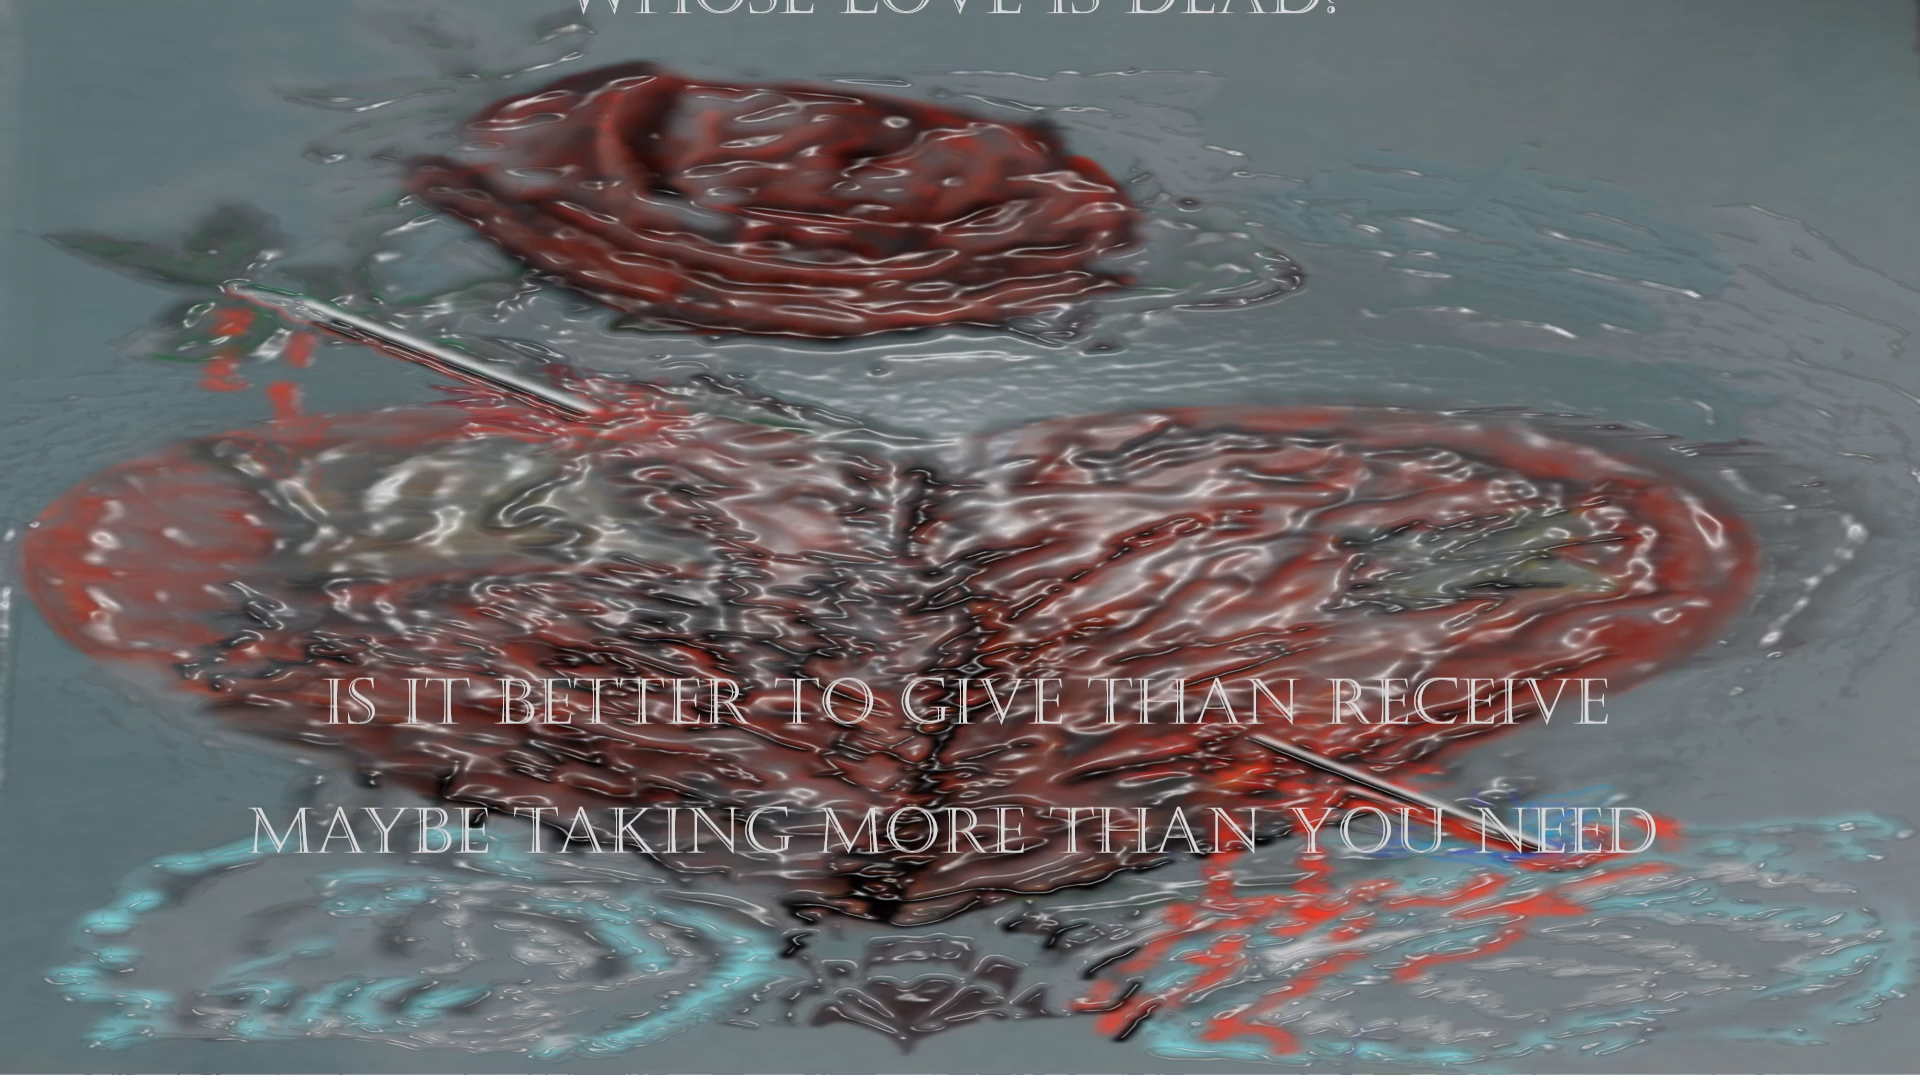 WHOSE LOVE IS DEAD?
IS IT BETTER TO GIVE THAN RECEIVE
MAYBE TAKING MORE THAN YOU NEED